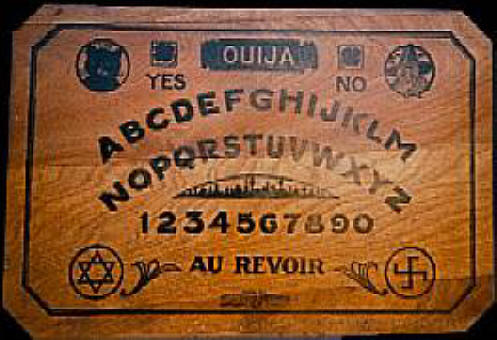 OUIJA
YES NO
ABCDEFGHIJKLM
NOPQRSTUVWXYZ
1234567890
AU REVOIR